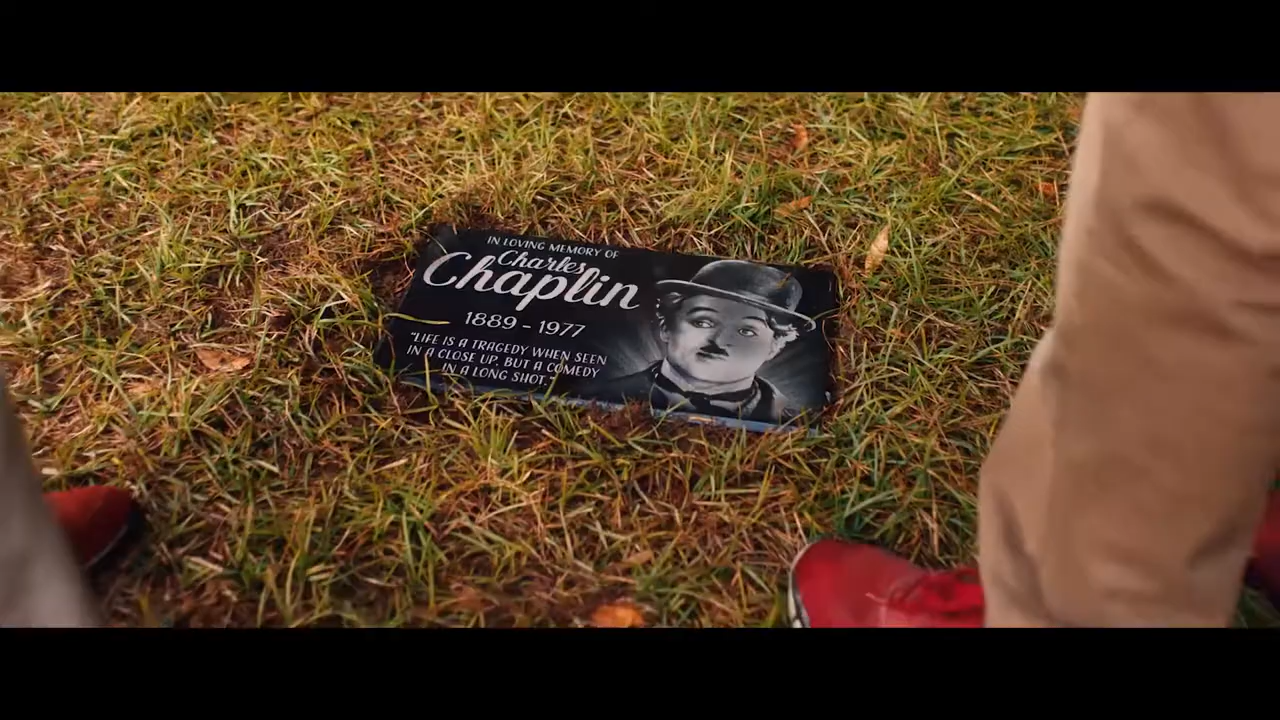 IN LOVING MEMORY OF
Charles
Chaplin
1889 - 1977
"LIFE IS A TRAGEDY WHEN SEEN
IN A CLOSE UP. BUT A COMEDY
IN A LONG SHOT."